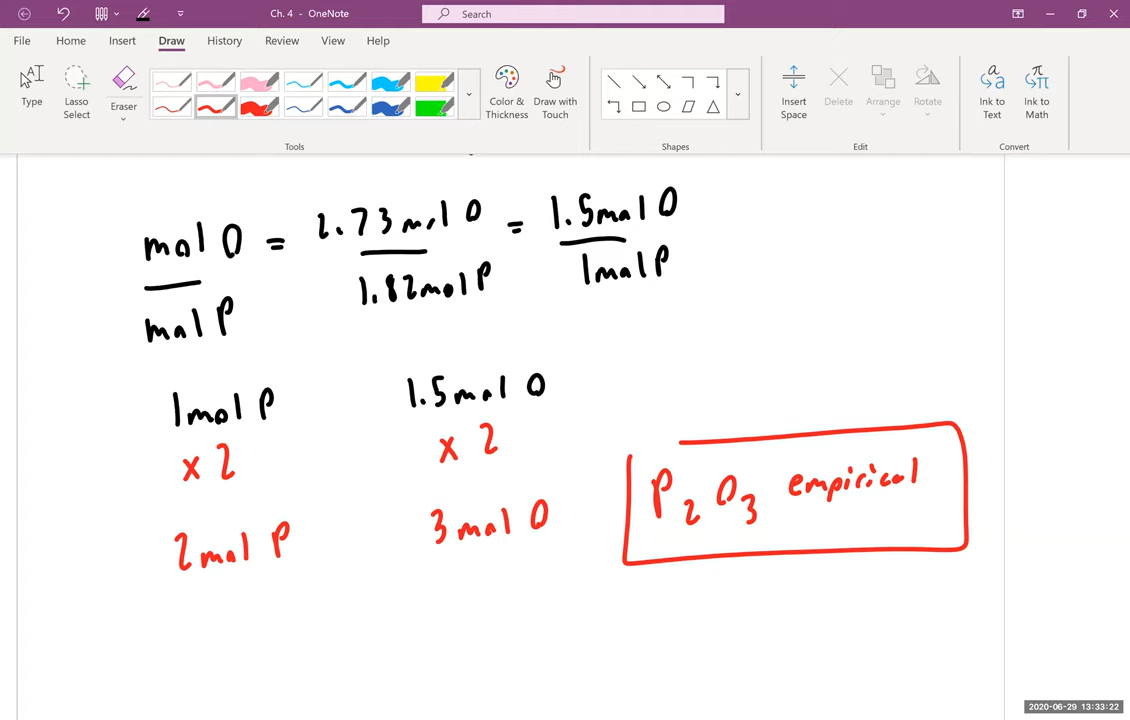 Ch. 4 - OneNote
Search
File Home Insert Draw History Review View Help
Type
Lasso Select
Eraser
Color & Thickness
Draw with Touch
Insert Space
Delete
Arrange
Rotate
a
a
Ink to Text
π
π
Ink to Math
Tools
Shapes
Edit
Convert
mol O = 2.73 mol O = 1.5 mol O
mol P 1.82 mol P 1 mol P
1 mol P 1.5 mol O
x 2 x 2
P₂O₃ empirical
2 mol P 3 mol O
2020-06-29 13:33:22